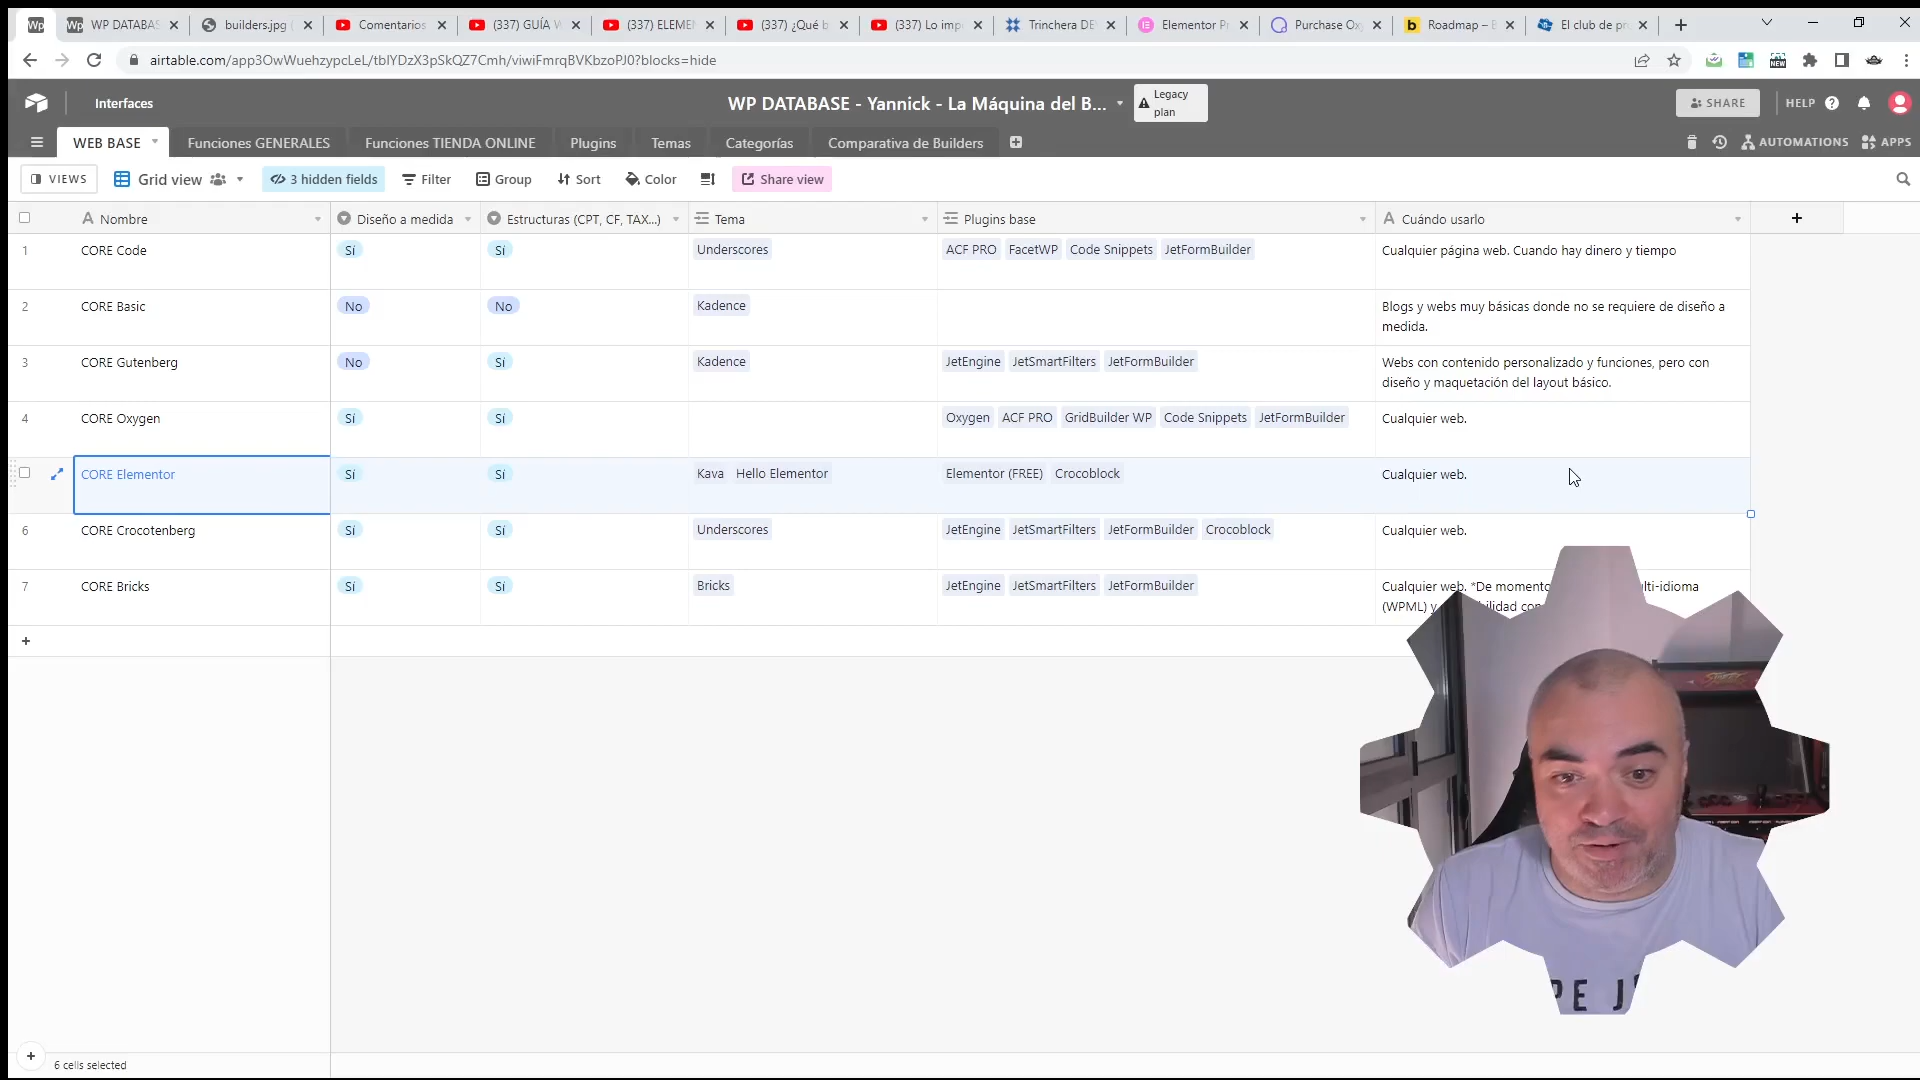 WP DATABAS
builders.jpg (
Comentarios
(337) GUÍA W
(337) ELEMEN
(337) ¿Qué b
(337) Lo imp
Trinchera DE
Elementor Pr
Purchase Oxy
Roadmap – B
El club de pr
airtable.com/app3OwWuehzypcLeL/tblYDzX3pSkQZ7Cmh/viwiFmrqBVKbzoPJ0?blocks=hide
NEW
Interfaces
WP DATABASE - Yannick - La Máquina del B...
Legacy
plan
SHARE
HELP
WEB BASE
Funciones GENERALES
Funciones TIENDA ONLINE
Plugins
Temas
Categorías
Comparativa de Builders
AUTOMATIONS
APPS
VIEWS
Grid view
3 hidden fields
Filter
Group
Sort
Color
Share view
Nombre
Diseño a medida
Estructuras (CPT, CF, TAX...)
Tema
Plugins base
Cuándo usarlo
1 CORE Code Sí Sí Underscores ACF PRO FacetWP Code Snippets JetFormBuilder Cualquier página web. Cuando hay dinero y tiempo
2 CORE Basic No No Kadence Blogs y webs muy básicas donde no se requiere de diseño a
medida.
3 CORE Gutenberg No Sí Kadence JetEngine JetSmartFilters JetFormBuilder Webs con contenido personalizado y funciones, pero con
diseño y maquetación del layout básico.
4 CORE Oxygen Sí Sí Oxygen ACF PRO GridBuilder WP Code Snippets JetFormBuilder Cualquier web.
CORE Elementor Sí Sí Kava Hello Elementor Elementor (FREE) Crocoblock Cualquier web.
6 CORE Crocotenberg Sí Sí Underscores JetEngine JetSmartFilters JetFormBuilder Crocoblock Cualquier web.
7 CORE Bricks Sí Sí Bricks JetEngine JetSmartFilters JetFormBuilder Cualquier web. *De momento lti-idioma
(WPML) y ilidad con
6 cells selected